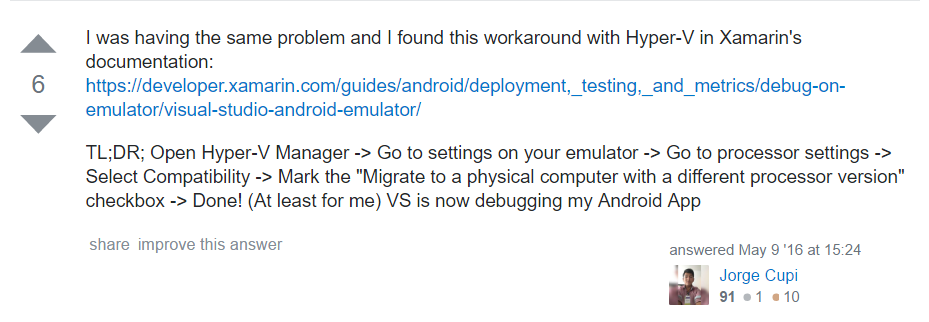 I was having the same problem and I found this workaround with Hyper-V in Xamarin's
documentation:
6
https://developer.xamarin.com/guides/android/deployment,_testing,_and_metrics/debug-on-
emulator/visual-studio-android-emulator/
TL;DR; Open Hyper-V Manager -> Go to settings on your emulator -> Go to processor settings ->
Select Compatibility -> Mark the "Migrate to a physical computer with a different processor version"
checkbox -> Done! (At least for me) VS is now debugging my Android App
share improve this answer
answered May 9 '16 at 15:24
Jorge Cupi
91 ● 1 ● 10